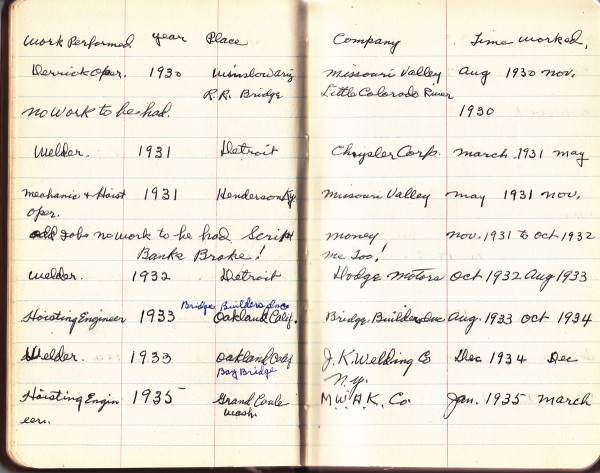 Work Performed year Place Company Time worked.
Derrick Oper. 1930 Winslow Ariz Missouri Valley Aug 1930 nov.
R.R. Bridge Little Colorado River
no work to be had. 1930
Welder. 1931 Detroit Chrysler Corp. march. 1931 may
mechanic & Hoist 1931 Henderson Ky Missouri Valley may 1931 nov.
oper.
odd Jobs no work to be had Script money nov. 1931 to Oct 1932
Banks Broke! me Too!
Welder. 1932 Detroit Dodge Motors Oct 1932 Aug 1933
Bridge Builders
Hoisting Engineer 1933 Oakland Calif. Bridge Builders Inc Aug. 1933 Oct 1934
Welder. 1933 Oakland Calif J.K. Welding Co Dec 1934 Dec
Bay Bridge N.y.
Hoisting Engin 1935 Grand Coule M.W.A.K. Co. Jan. 1935 march
eer. Wash.